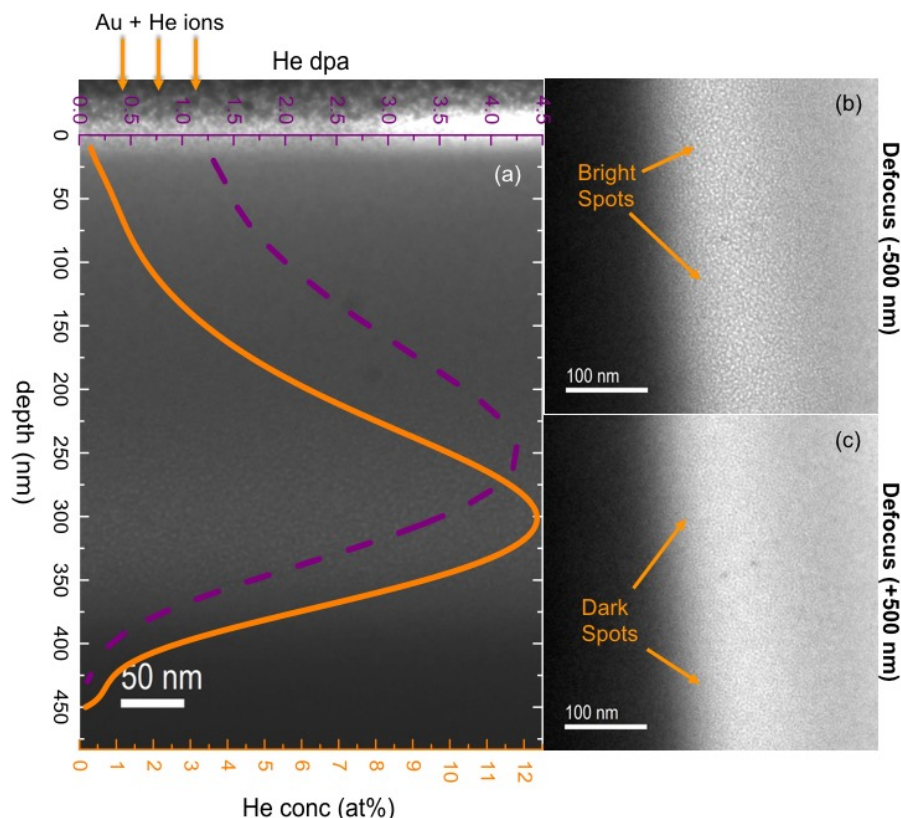 Au + He ions
He dpa
0.0 0.5 1.0 1.5 2.0 2.5 3.0 3.5 4.0 4.5
0
50
100
150
200
250
300
350
400
450
depth (nm)
(a)
50 nm
0 1 2 3 4 5 6 7 8 9 10 11 12
He conc (at%)
(b)
Bright
Spots
100 nm
Defocus (-500 nm)
(c)
Dark
Spots
100 nm
Defocus (+500 nm)